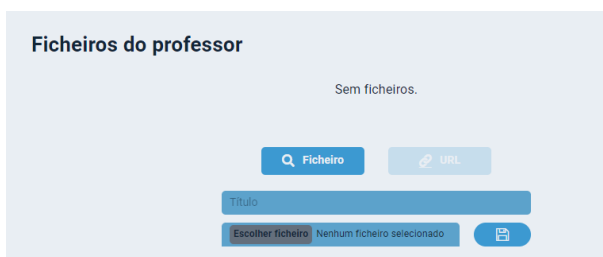 Ficheiros do professor
Sem ficheiros.
Ficheiro URL
Título
Escolher ficheiro Nenhum ficheiro selecionado